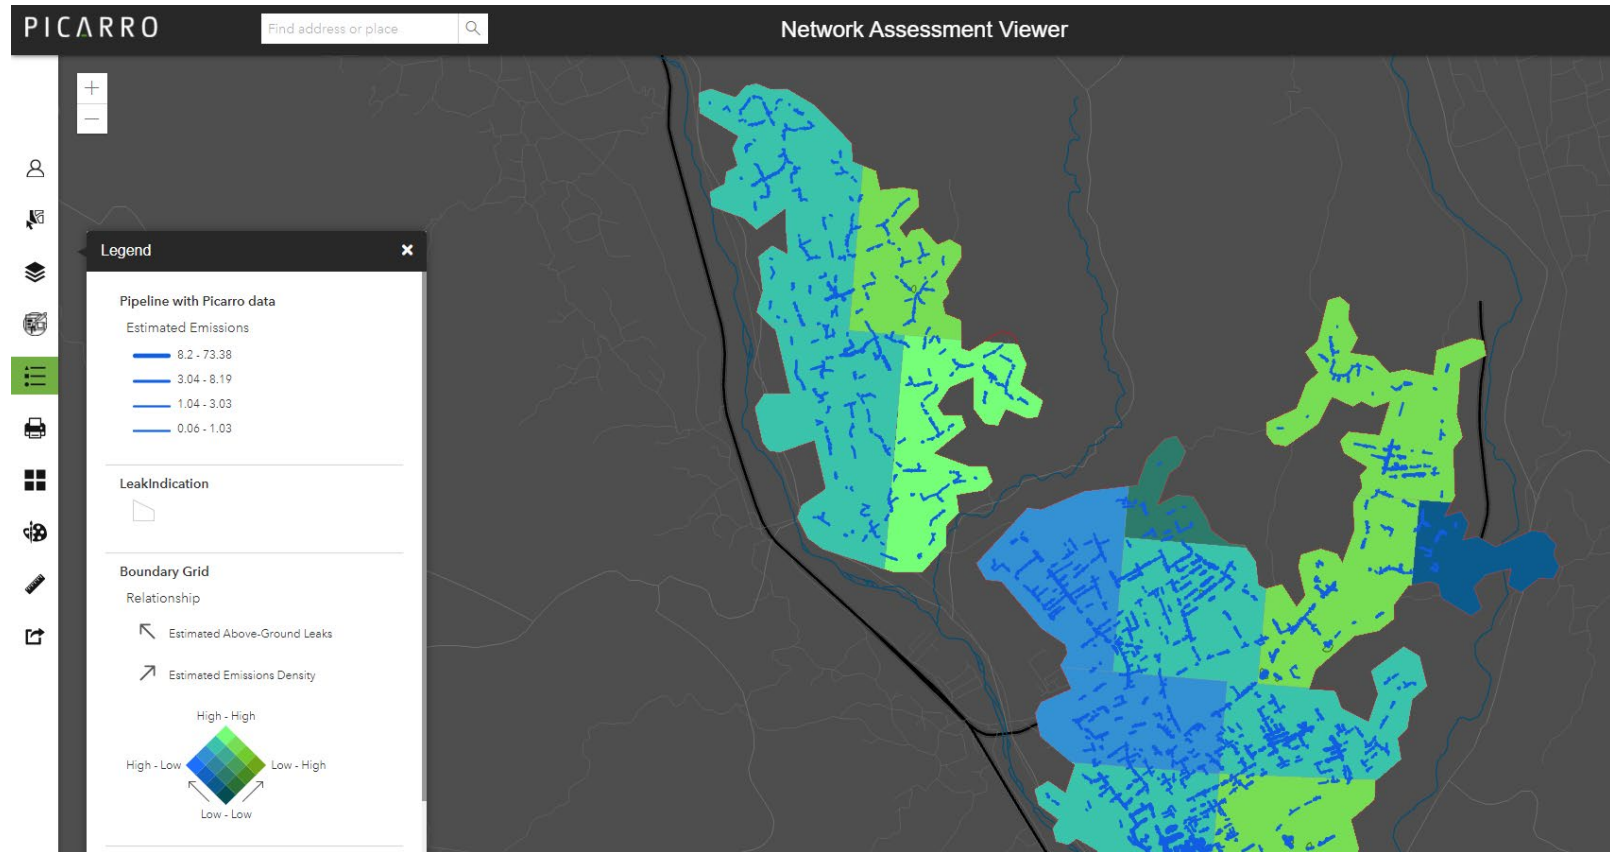 PICARRO
Find address or place
Network Assessment Viewer
+
−
Legend
×
Pipeline with Picarro data
Estimated Emissions
8.2 - 73.38
3.04 - 8.19
1.04 - 3.03
0.06 - 1.03
LeakIndication
Boundary Grid
Relationship
Estimated Above-Ground Leaks
Estimated Emissions Density
High - High
High - Low
Low - High
Low - Low